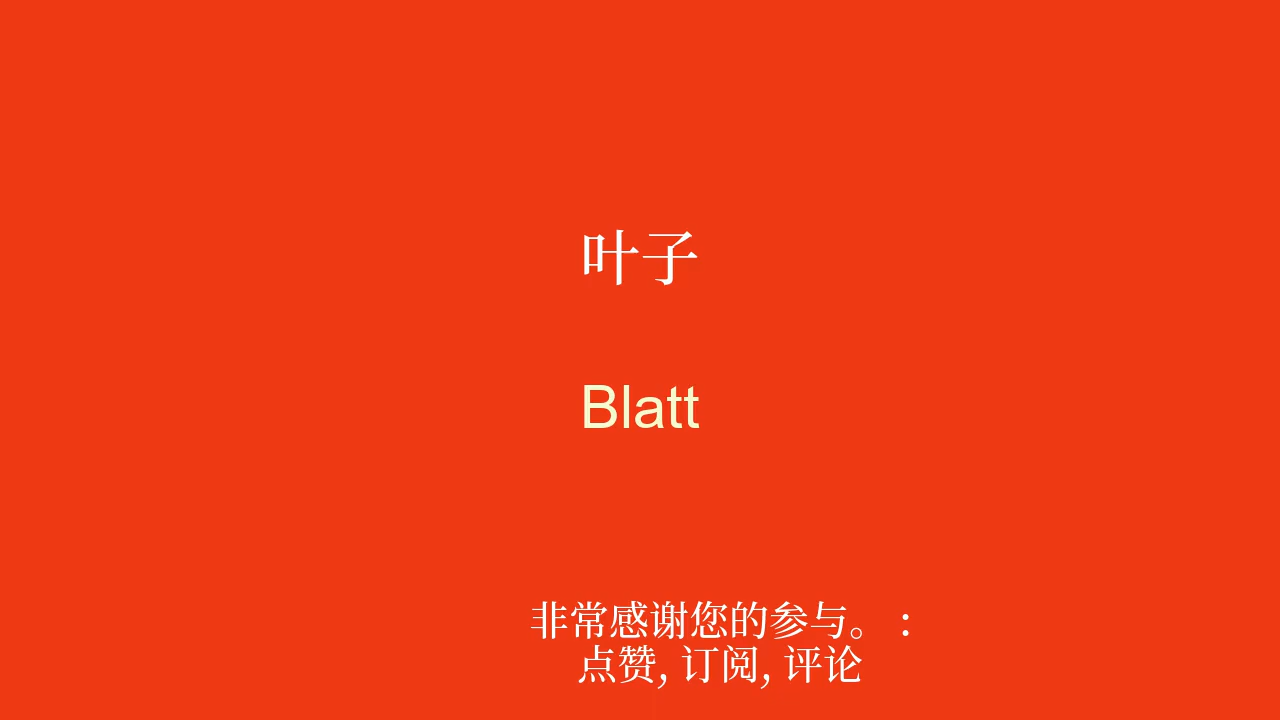 叶子
Blatt
非常感谢您的参与。 :
点赞, 订阅, 评论